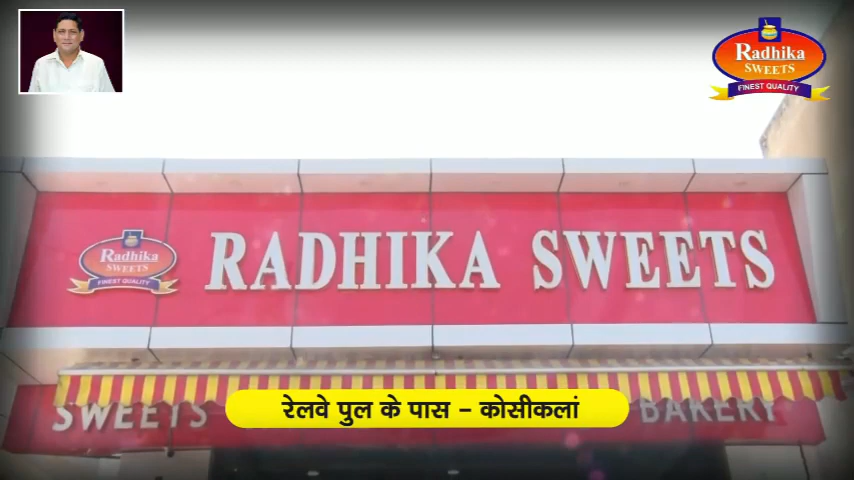 Radhika
SWEETS
FINEST QUALITY
Radhika
SWEETS
FINEST QUALITY
RADHIKA SWEETS
SWEETS
BAKERY
रेलवे पुल के पास - कोसीकलां